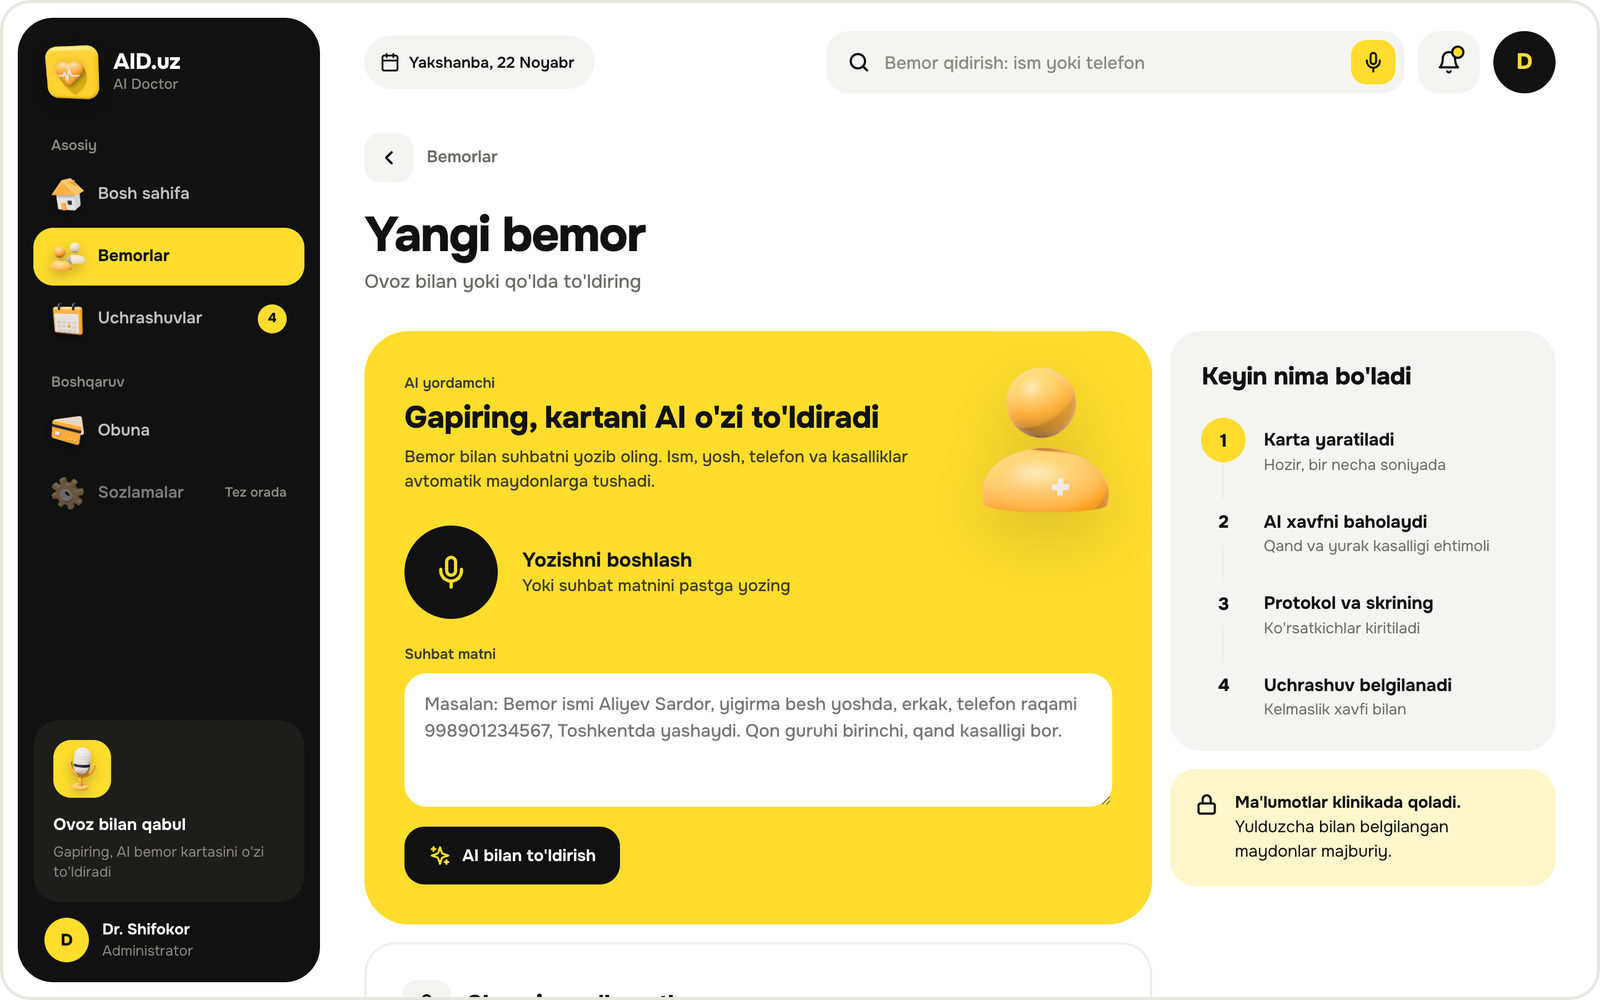 AID.uz
AI Doctor
Asosiy
Bosh sahifa
Bemorlar
Uchrashuvlar
4
Boshqaruv
Obuna
Sozlamalar
Tez orada
Ovoz bilan qabul
Gapiring, AI bemor kartasini o'zi
to'ldiradi
D
Dr. Shifokor
Administrator
Yakshanba, 22 Noyabr
Bemor qidirish: ism yoki telefon
D
Bemorlar
Yangi bemor
Ovoz bilan yoki qo'lda to'ldiring
AI yordamchi
Gapiring, kartani AI o'zi to'ldiradi
Bemor bilan suhbatni yozib oling. Ism, yosh, telefon va kasalliklar
avtomatik maydonlarga tushadi.
Yozishni boshlash
Yoki suhbat matnini pastga yozing
Suhbat matni
Masalan: Bemor ismi Aliyev Sardor, yigirma besh yoshda, erkak, telefon raqami
998901234567, Toshkentda yashaydi. Qon guruhi birinchi, qand kasalligi bor.
AI bilan to'ldirish
Keyin nima bo'ladi
1
Karta yaratiladi
Hozir, bir necha soniyada
2
AI xavfni baholaydi
Qand va yurak kasalligi ehtimoli
3
Protokol va skrining
Ko'rsatkichlar kiritiladi
4
Uchrashuv belgilanadi
Kelmaslik xavfi bilan
Ma'lumotlar klinikada qoladi.
Yulduzcha bilan belgilangan
maydonlar majburiy.